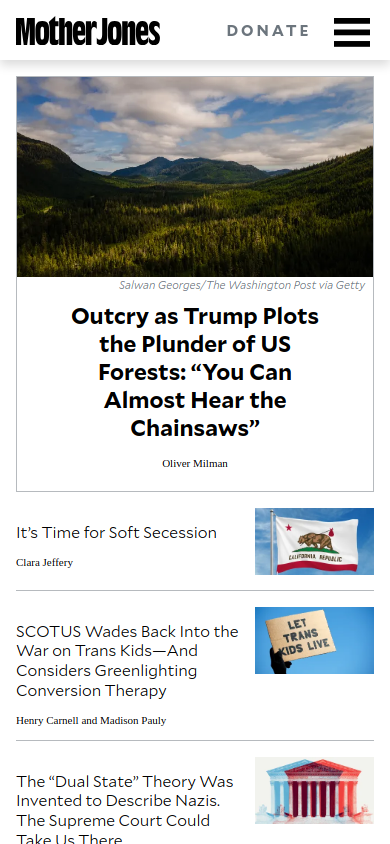 Mother Jones
DONATE
Salwan Georges/The Washington Post via Getty
Outcry as Trump Plots
the Plunder of US
Forests: “You Can
Almost Hear the
Chainsaws”
Oliver Milman
It’s Time for Soft Secession
Clara Jeffery
CALIFORNIA REPUBLIC
SCOTUS Wades Back Into the
War on Trans Kids—And
Considers Greenlighting
Conversion Therapy
Henry Carnell and Madison Pauly
LET
TRANS
KIDS LIVE
The “Dual State” Theory Was
Invented to Describe Nazis.
The Supreme Court Could
Take Us There